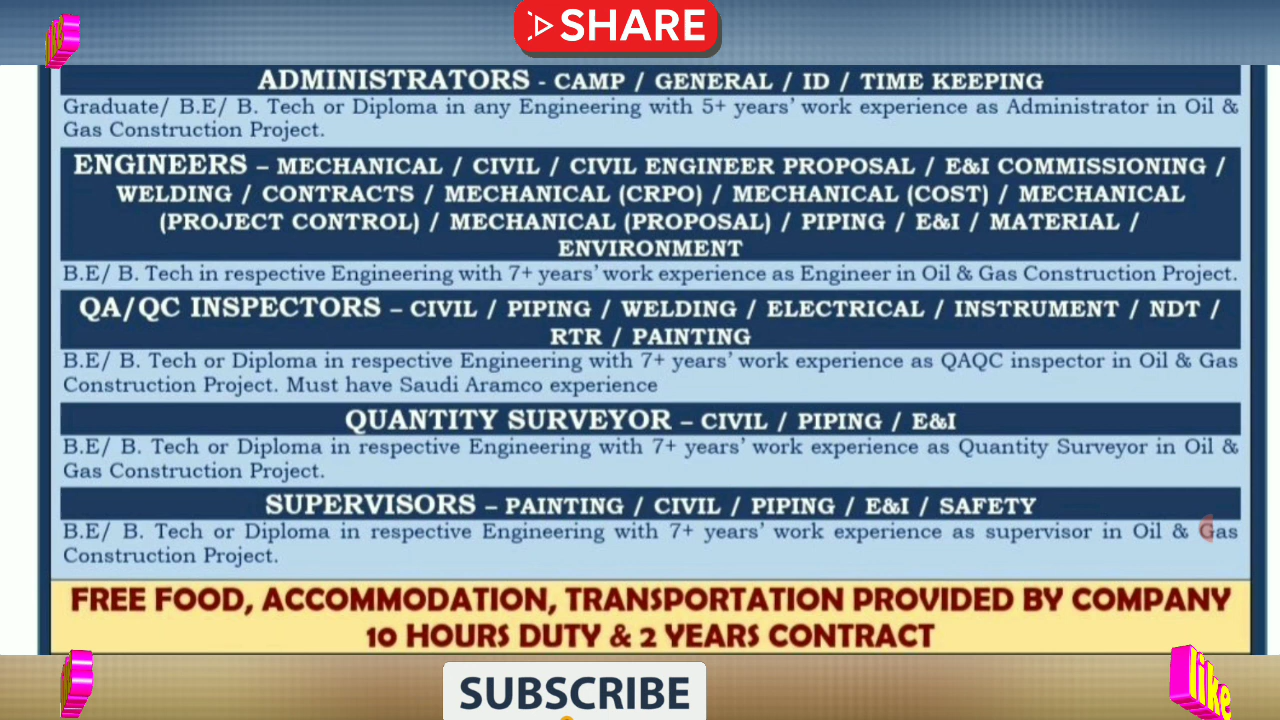 SHARE
ADMINISTRATORS - CAMP / GENERAL / ID / TIME KEEPING
Graduate/ B.E/ B. Tech or Diploma in any Engineering with 5+ years' work experience as Administrator in Oil &
Gas Construction Project.
ENGINEERS – MECHANICAL / CIVIL / CIVIL ENGINEER PROPOSAL / E&I COMMISSIONING /
WELDING / CONTRACTS / MECHANICAL (CRPO) / MECHANICAL (COST) / MECHANICAL
(PROJECT CONTROL) / MECHANICAL (PROPOSAL) / PIPING / E&I / MATERIAL /
ENVIRONMENT
B.E/ B. Tech in respective Engineering with 7+ years' work experience as Engineer in Oil & Gas Construction Project.
QA/QC INSPECTORS – CIVIL / PIPING / WELDING / ELECTRICAL / INSTRUMENT / NDT /
RTR / PAINTING
B.E/ B. Tech or Diploma in respective Engineering with 7+ years' work experience as QAQC inspector in Oil & Gas
Construction Project. Must have Saudi Aramco experience
QUANTITY SURVEYOR – CIVIL / PIPING / E&I
B.E/ B. Tech or Diploma in respective Engineering with 7+ years' work experience as Quantity Surveyor in Oil &
Gas Construction Project.
SUPERVISORS – PAINTING / CIVIL / PIPING / E&I / SAFETY
B.E/ B. Tech or Diploma in respective Engineering with 7+ years' work experience as supervisor in Oil & Gas
Construction Project.
FREE FOOD, ACCOMMODATION, TRANSPORTATION PROVIDED BY COMPANY
10 HOURS DUTY & 2 YEARS CONTRACT
SUBSCRIBE
like